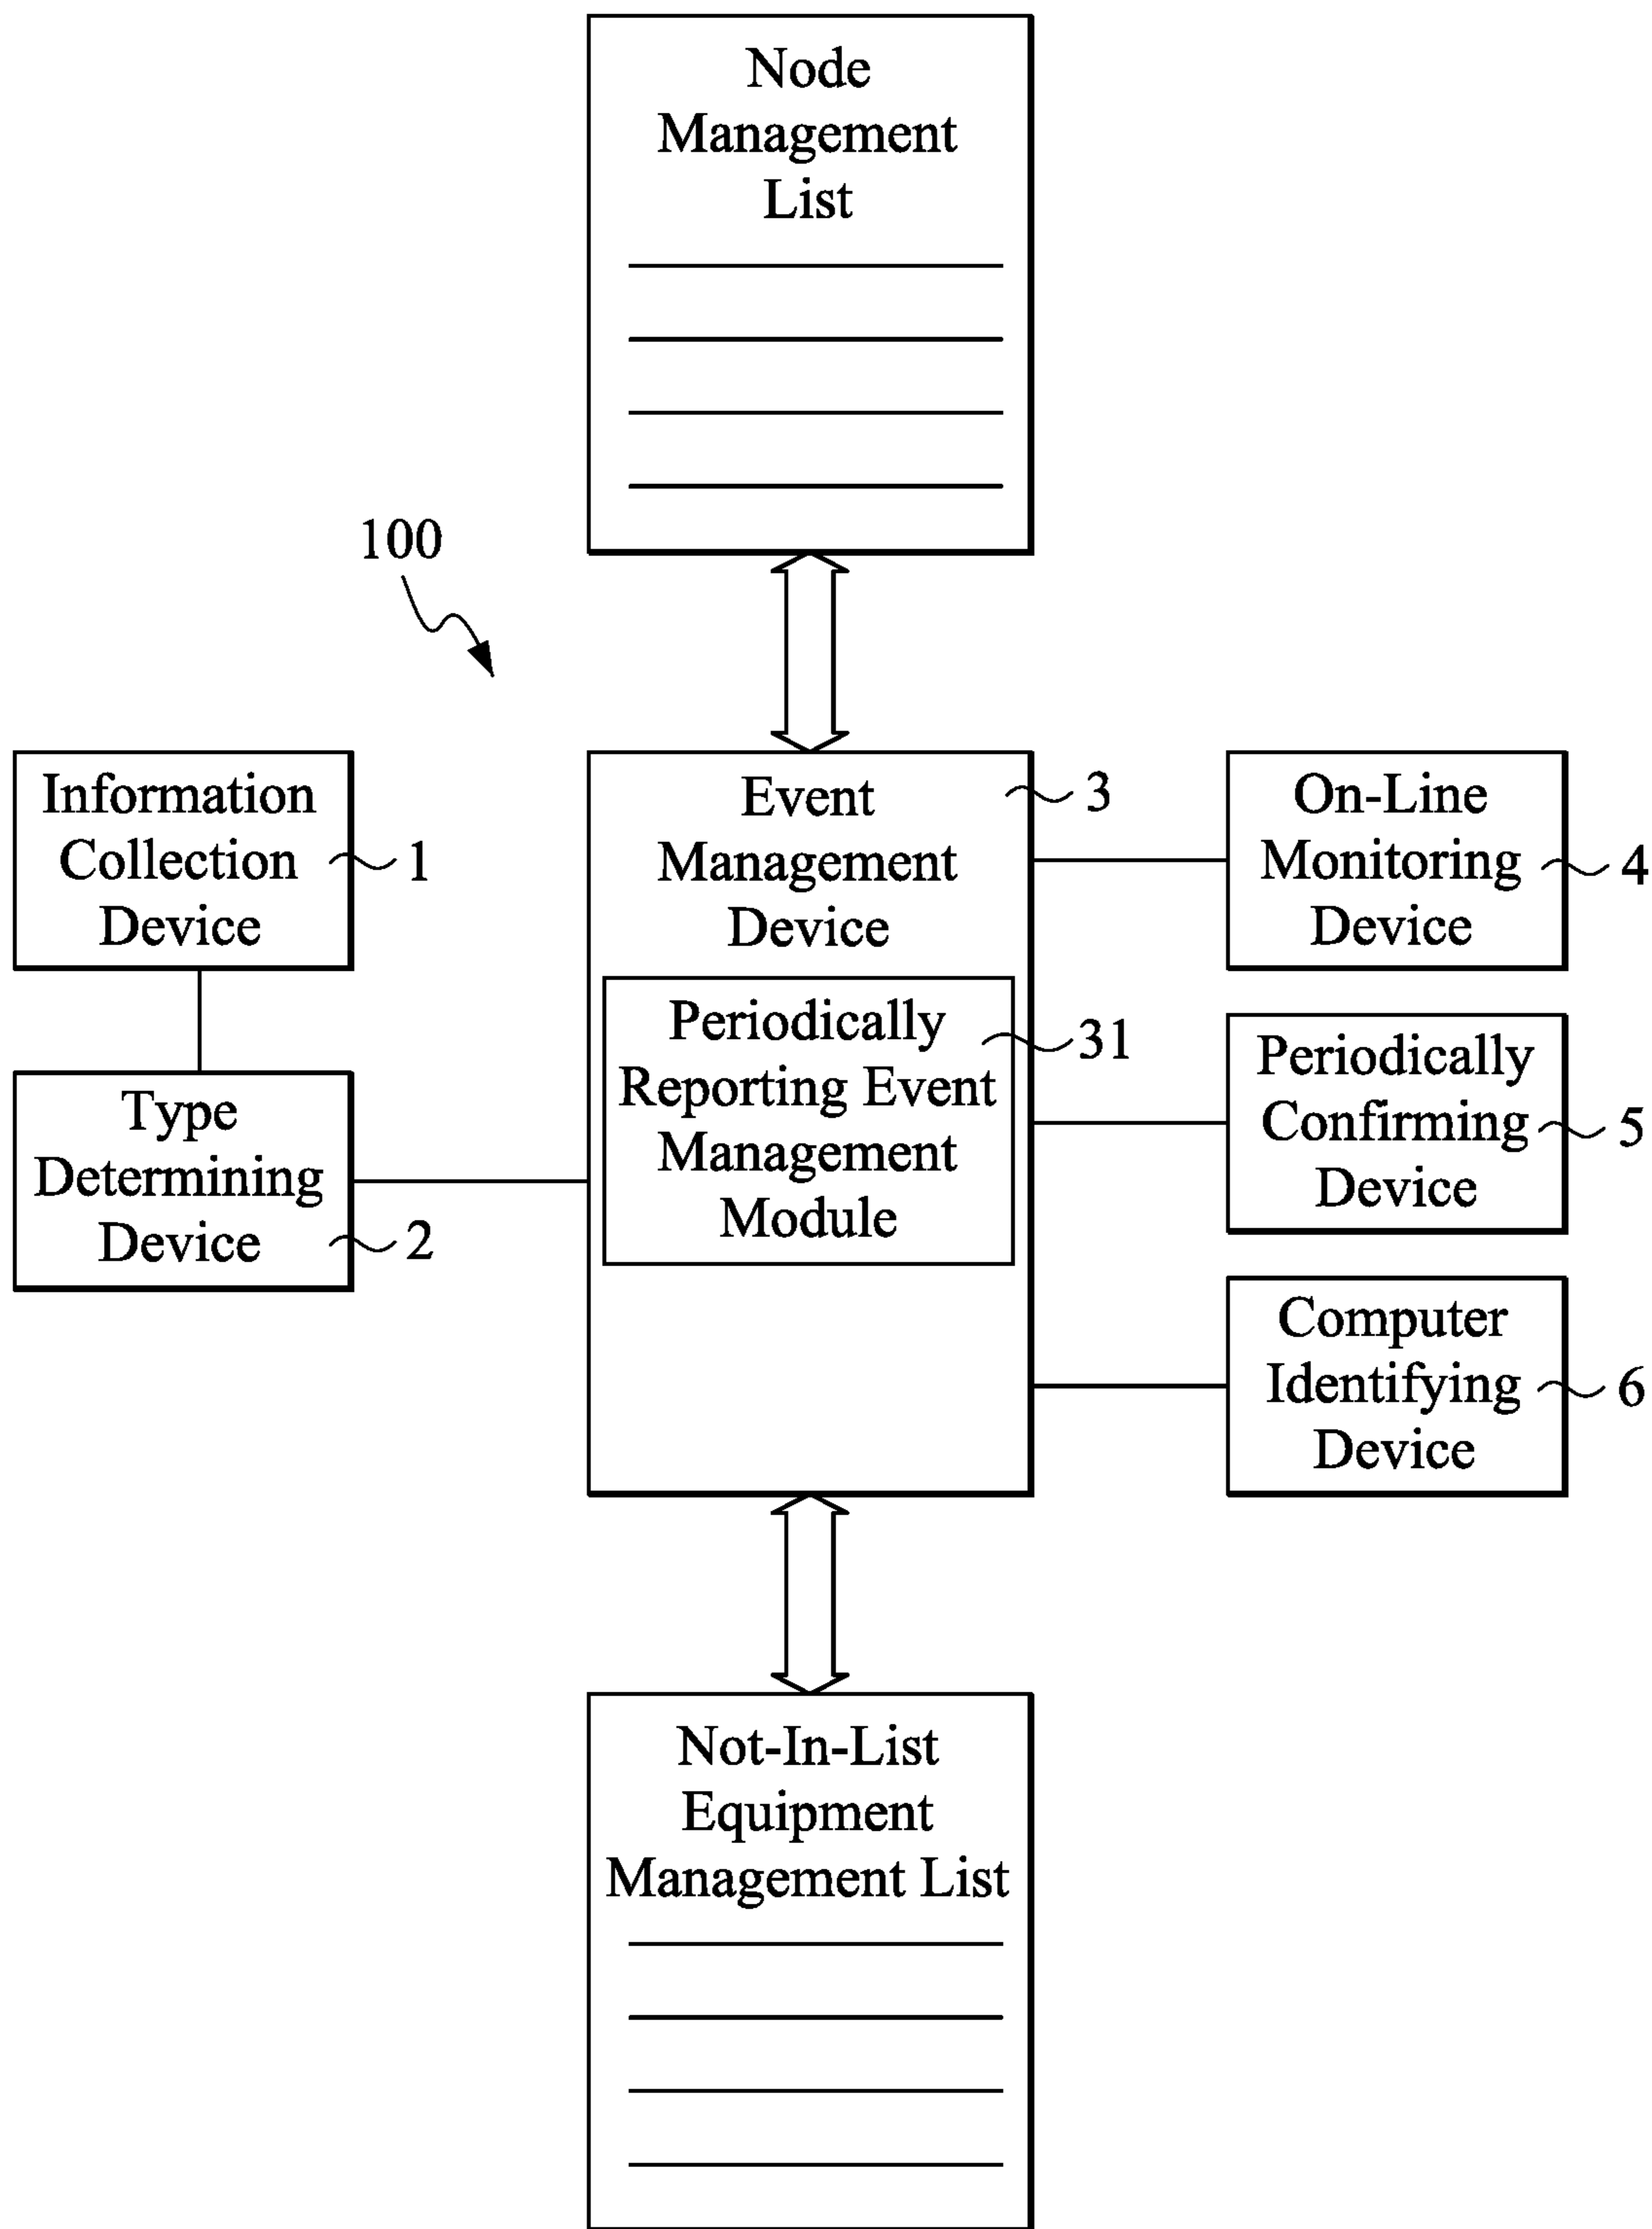 Node
Management
List
100
Information
Collection
Device
1
Type
Determining
Device
2
Event
Management
Device
3
Periodically
Reporting Event
Management
Module
31
On-Line
Monitoring
Device
4
Periodically
Confirming
Device
5
Computer
Identifying
Device
6
Not-In-List
Equipment
Management List